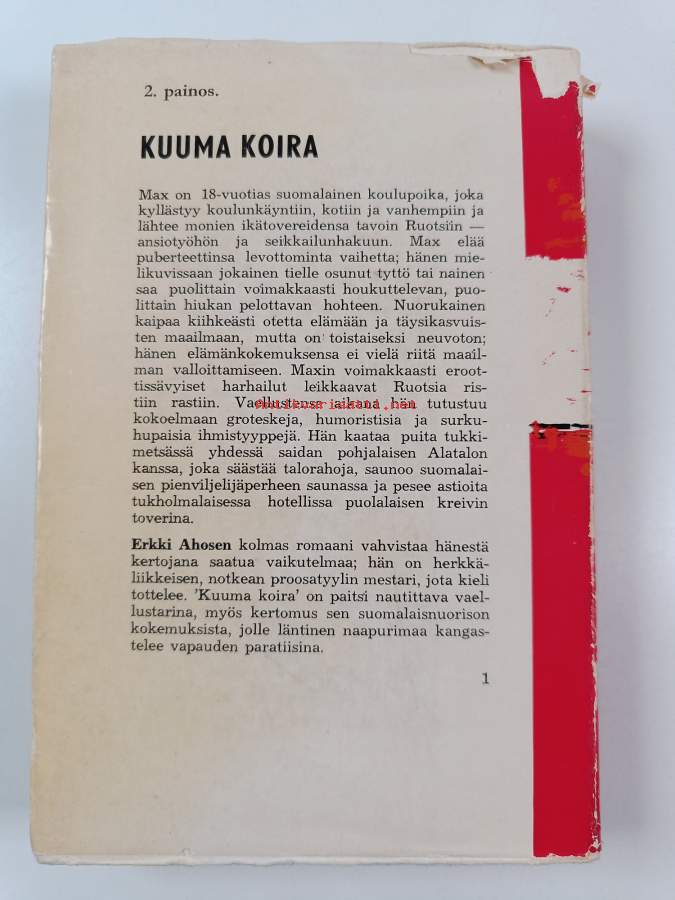 2. painos.
KUUMA KOIRA
Max on 18-vuotias suomalainen koulupoika, joka
kyllästyy koulunkäyntiin, kotiin ja vanhempiin ja
lähtee monien ikätovereidensa tavoin Ruotsiin —
ansiotyöhön ja seikkailunhakuun. Max elää
puberteettinsa levottominta vaihetta; hänen mie-
likuvissaan jokainen tielle osunut tyttö tai nainen
saa puolittain voimakkaasti houkuttelevan, puo-
littain hiukan pelottavan hohteen. Nuorukainen
kaipaa kiihkeästi otetta elämään ja täysikasvuis-
ten maailmaan, mutta on toistaiseksi neuvoton;
hänen elämänkokemuksensa ei vielä riitä maail-
man valloittamiseen. Maxin voimakkaasti eroot-
tissävyiset harhailut leikkaavat Ruotsia ris-
tiin rastiin. Vaelluksensa aikana hän tutustuu
Antikvariaatti.net
kokoelmaan groteskeja, humoristisia ja surku-
hupaisia ihmistyyppejä. Hän kaataa puita tukki-
metsässä yhdessä saidan pohjalaisen Alatalon
kanssa, joka säästää talorahoja, saunoo suomalai-
sen pienviljelijäperheen saunassa ja pesee astioita
tukholmalaisessa hotellissa puolalaisen kreivin
toverina.
Erkki Ahosen kolmas romaani vahvistaa hänestä
kertojana saatua vaikutelmaa; hän on herkkä-
liikkeisen, notkean proosatyylin mestari, jota kieli
tottelee. 'Kuuma koira' on paitsi nautittava vael-
lustarina, myös kertomus sen suomalaisnuorison
kokemuksista, jolle läntinen naapurimaa kangas-
telee vapauden paratiisina.
1